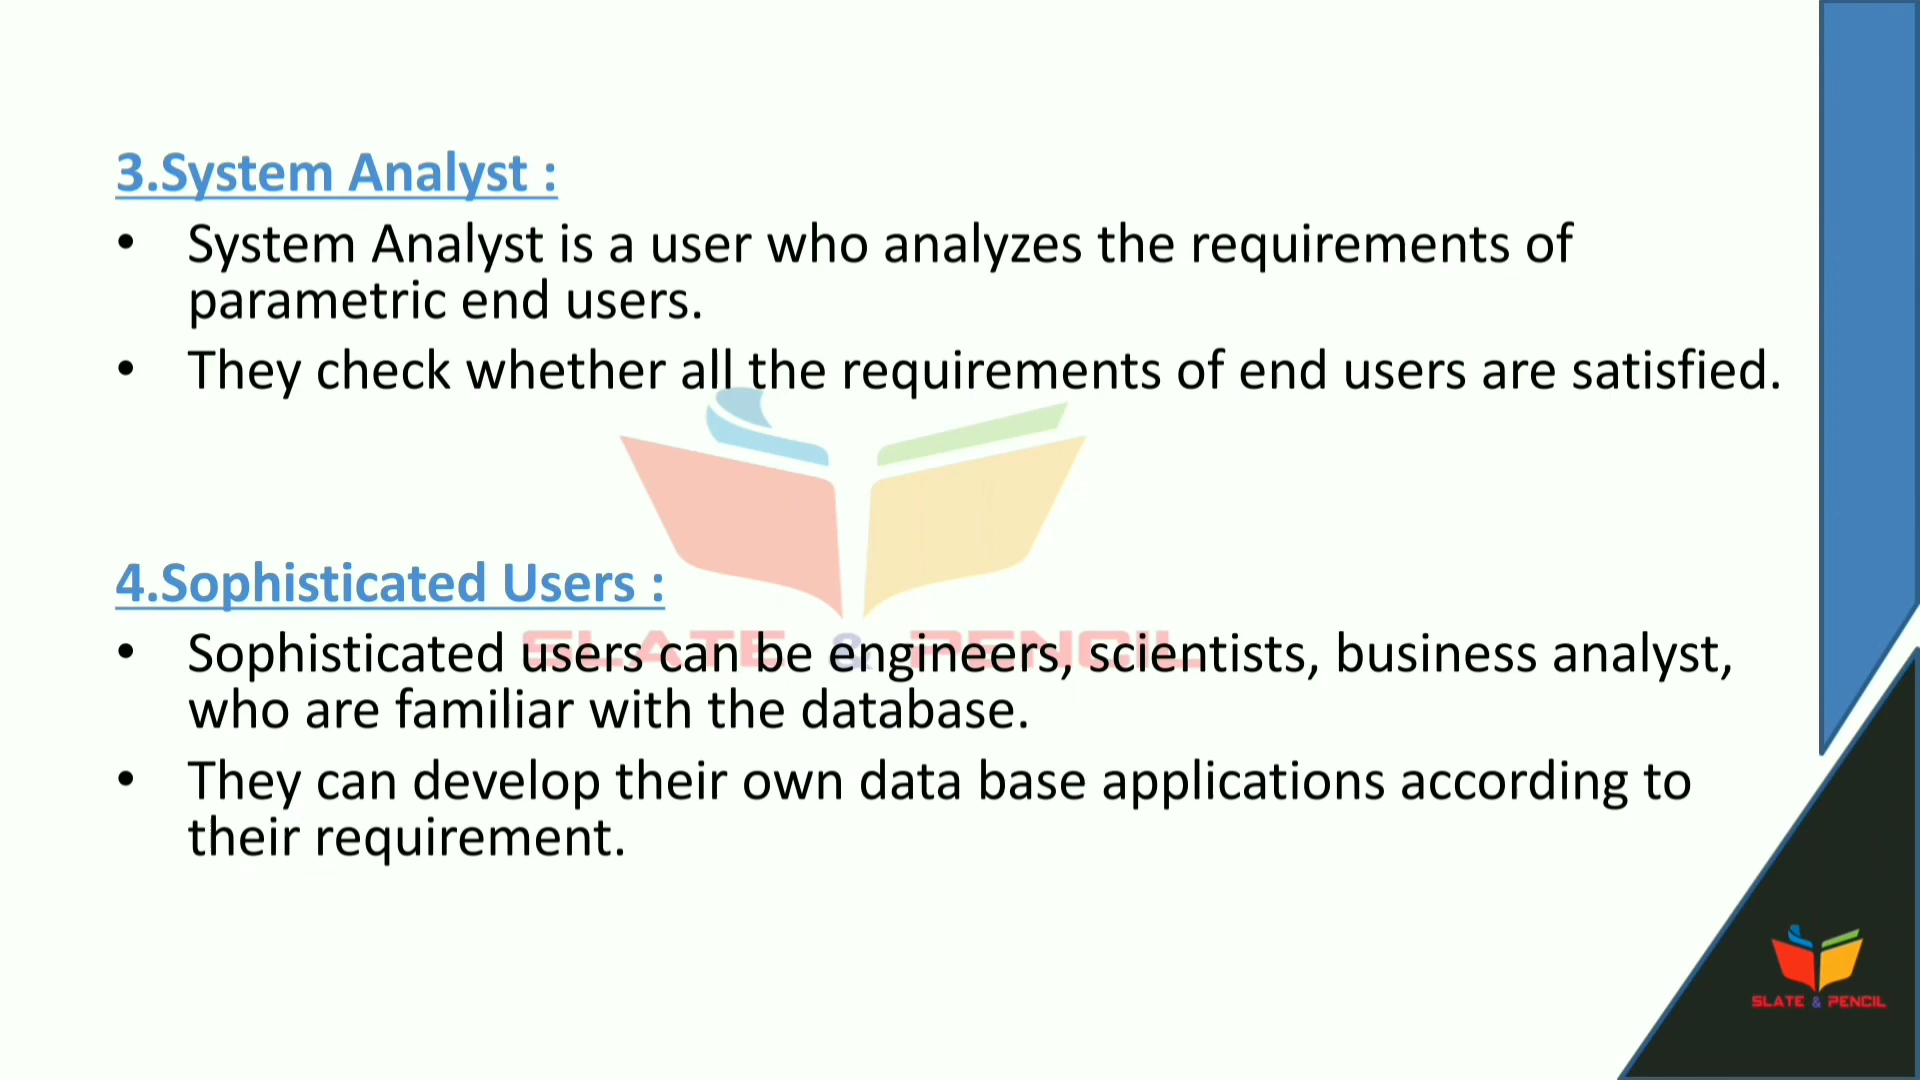 3.System Analyst :
• System Analyst is a user who analyzes the requirements of
parametric end users.
• They check whether all the requirements of end users are satisfied.
4.Sophisticated Users :
SLATE & PENCIL
• Sophisticated users can be engineers, scientists, business analyst,
who are familiar with the database.
• They can develop their own data base applications according to
their requirement.
SLATE & PENCIL